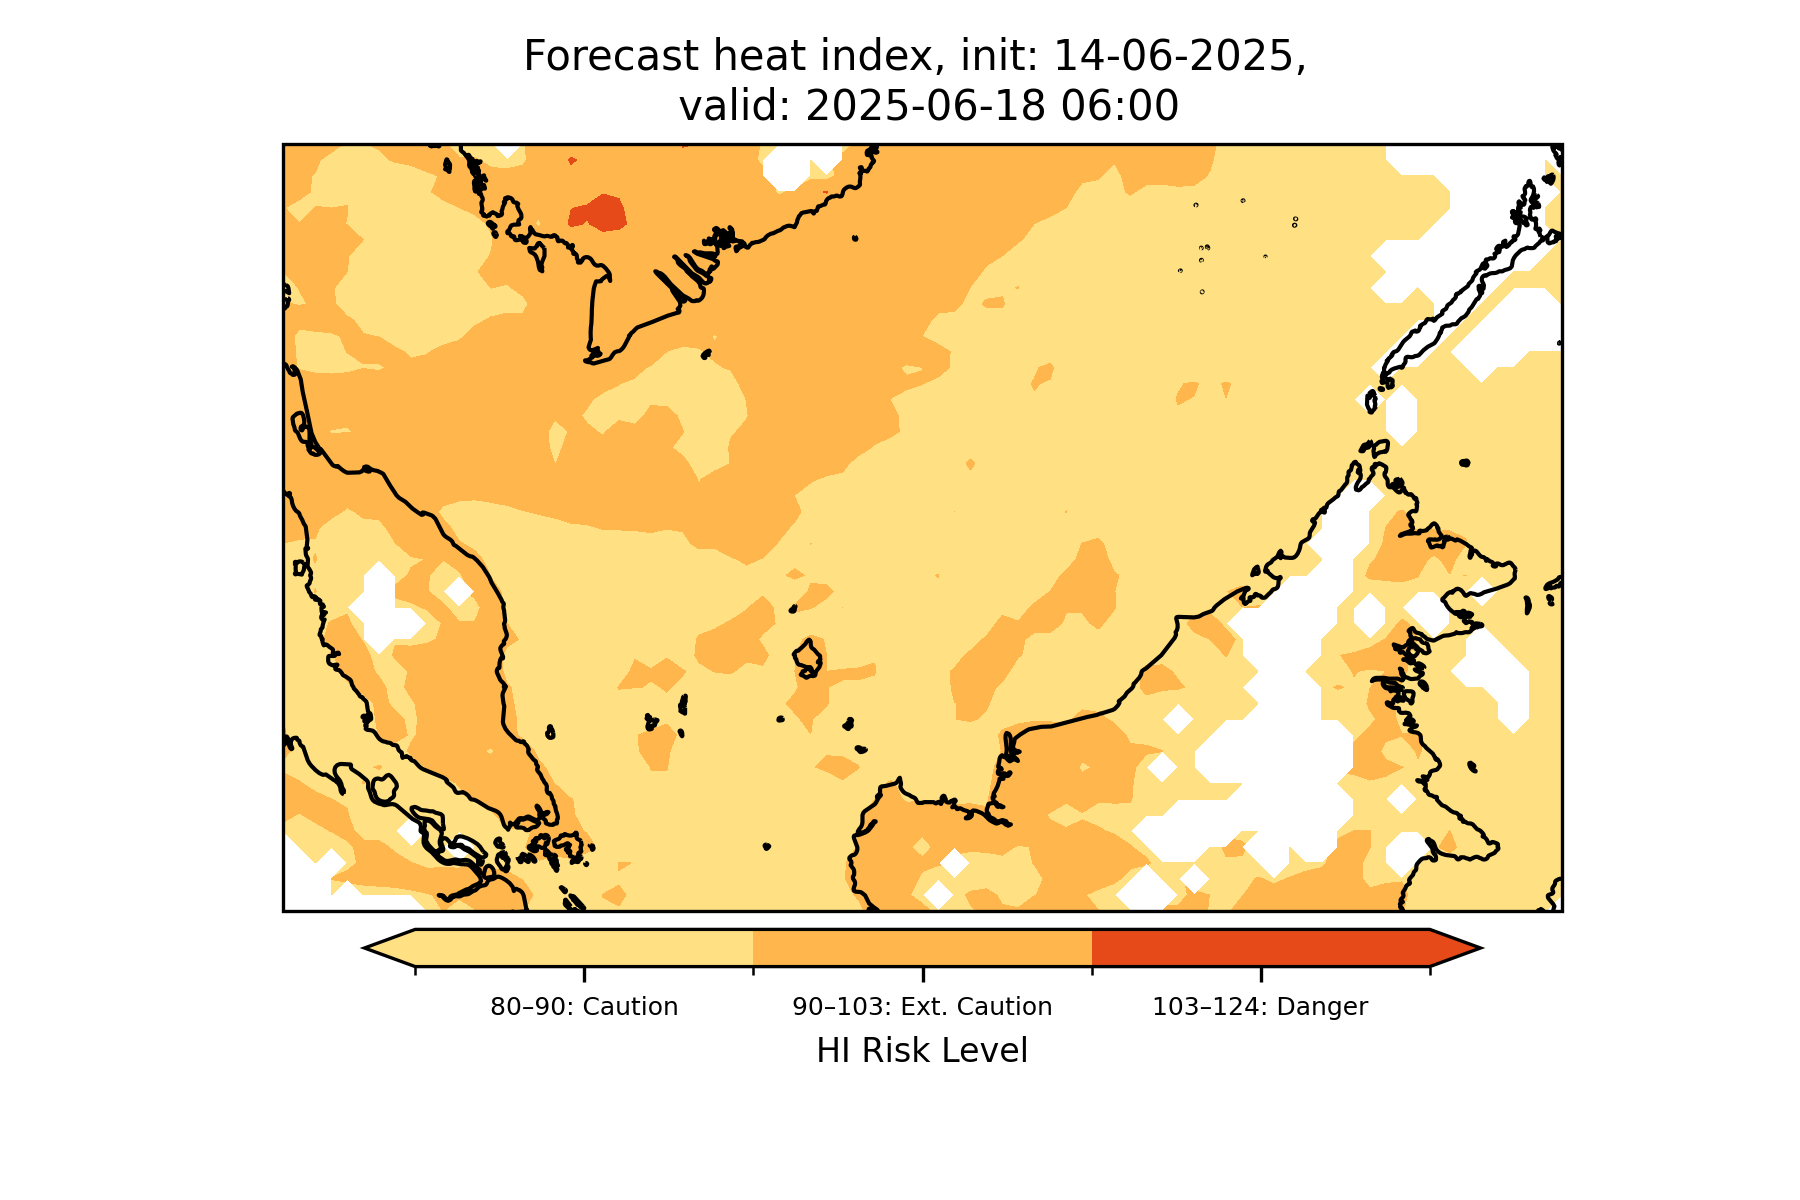 Forecast heat index, init: 14-06-2025,
valid: 2025-06-18 06:00
80–90: Caution
90–103: Ext. Caution
103–124: Danger
HI Risk Level